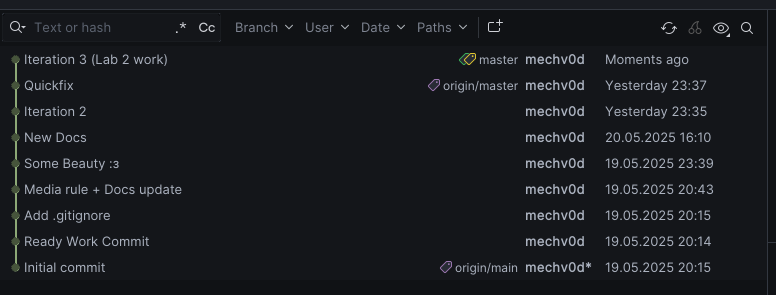 Text or hash .* Cc Branch User Date Paths
Iteration 3 (Lab 2 work) master mechv0d Moments ago
Quickfix origin/master mechv0d Yesterday 23:37
Iteration 2 mechv0d Yesterday 23:35
New Docs mechv0d 20.05.2025 16:10
Some Beauty :з mechv0d 19.05.2025 23:39
Media rule + Docs update mechv0d 19.05.2025 20:43
Add .gitignore mechv0d 19.05.2025 20:15
Ready Work Commit mechv0d 19.05.2025 20:14
Initial commit origin/main mechv0d* 19.05.2025 20:15